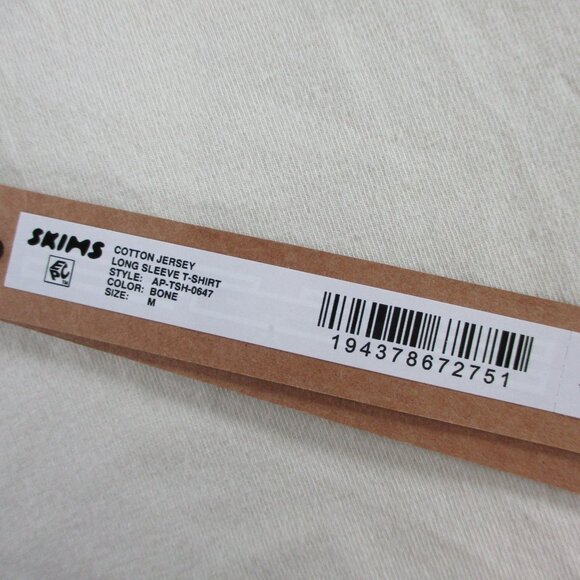 SKIMS
COTTON JERSEY
LONG SLEEVE T-SHIRT
STYLE: AP-TSH-0647
COLOR: BONE
SIZE: M
194378672751